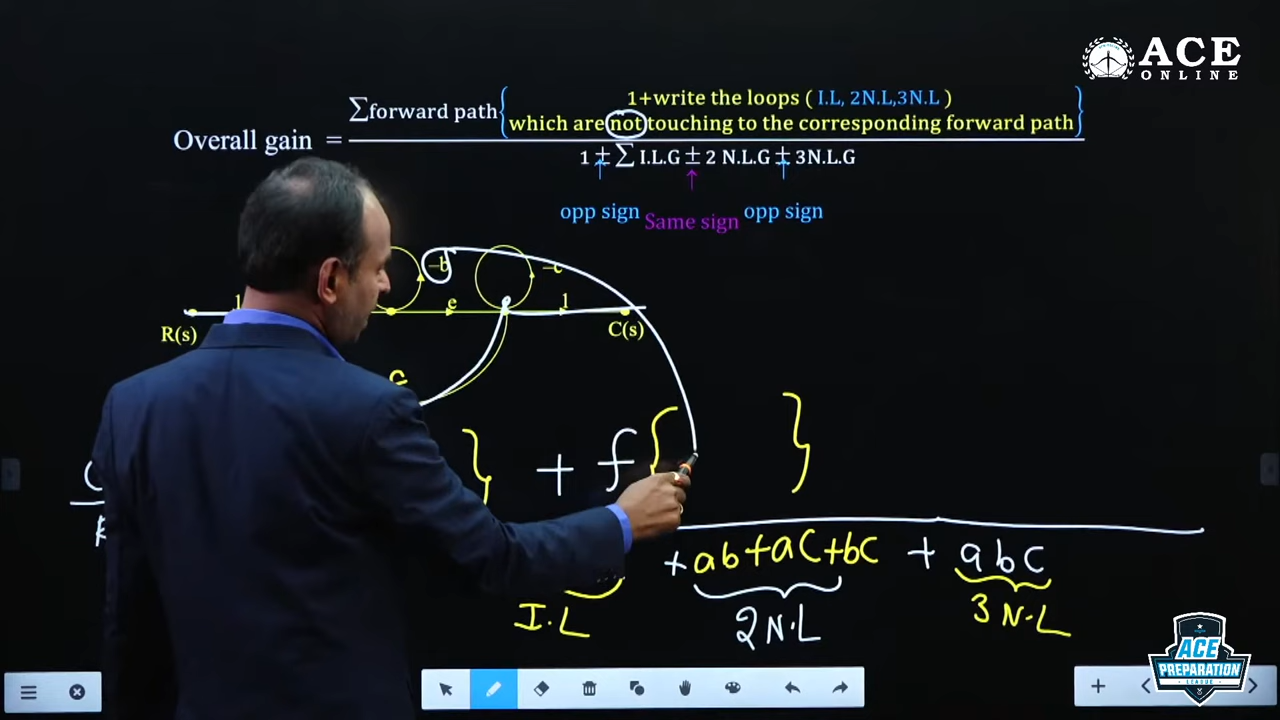 ACE
ONLINE
Overall gain =
∑forward path{
1+write the loops ( I.L, 2N.L,3N.L )
which are not touching to the corresponding forward path}
1 ± ∑ I.L.G ± 2 N.L.G ± 3N.L.G
opp sign Same sign opp sign
−b −c
1 e 1
R(s) C(s)
} + f { }
+ab+ac+bc + abc
I.L 2N.L 3N.L
ACE
PREPARATION
LEAGUE